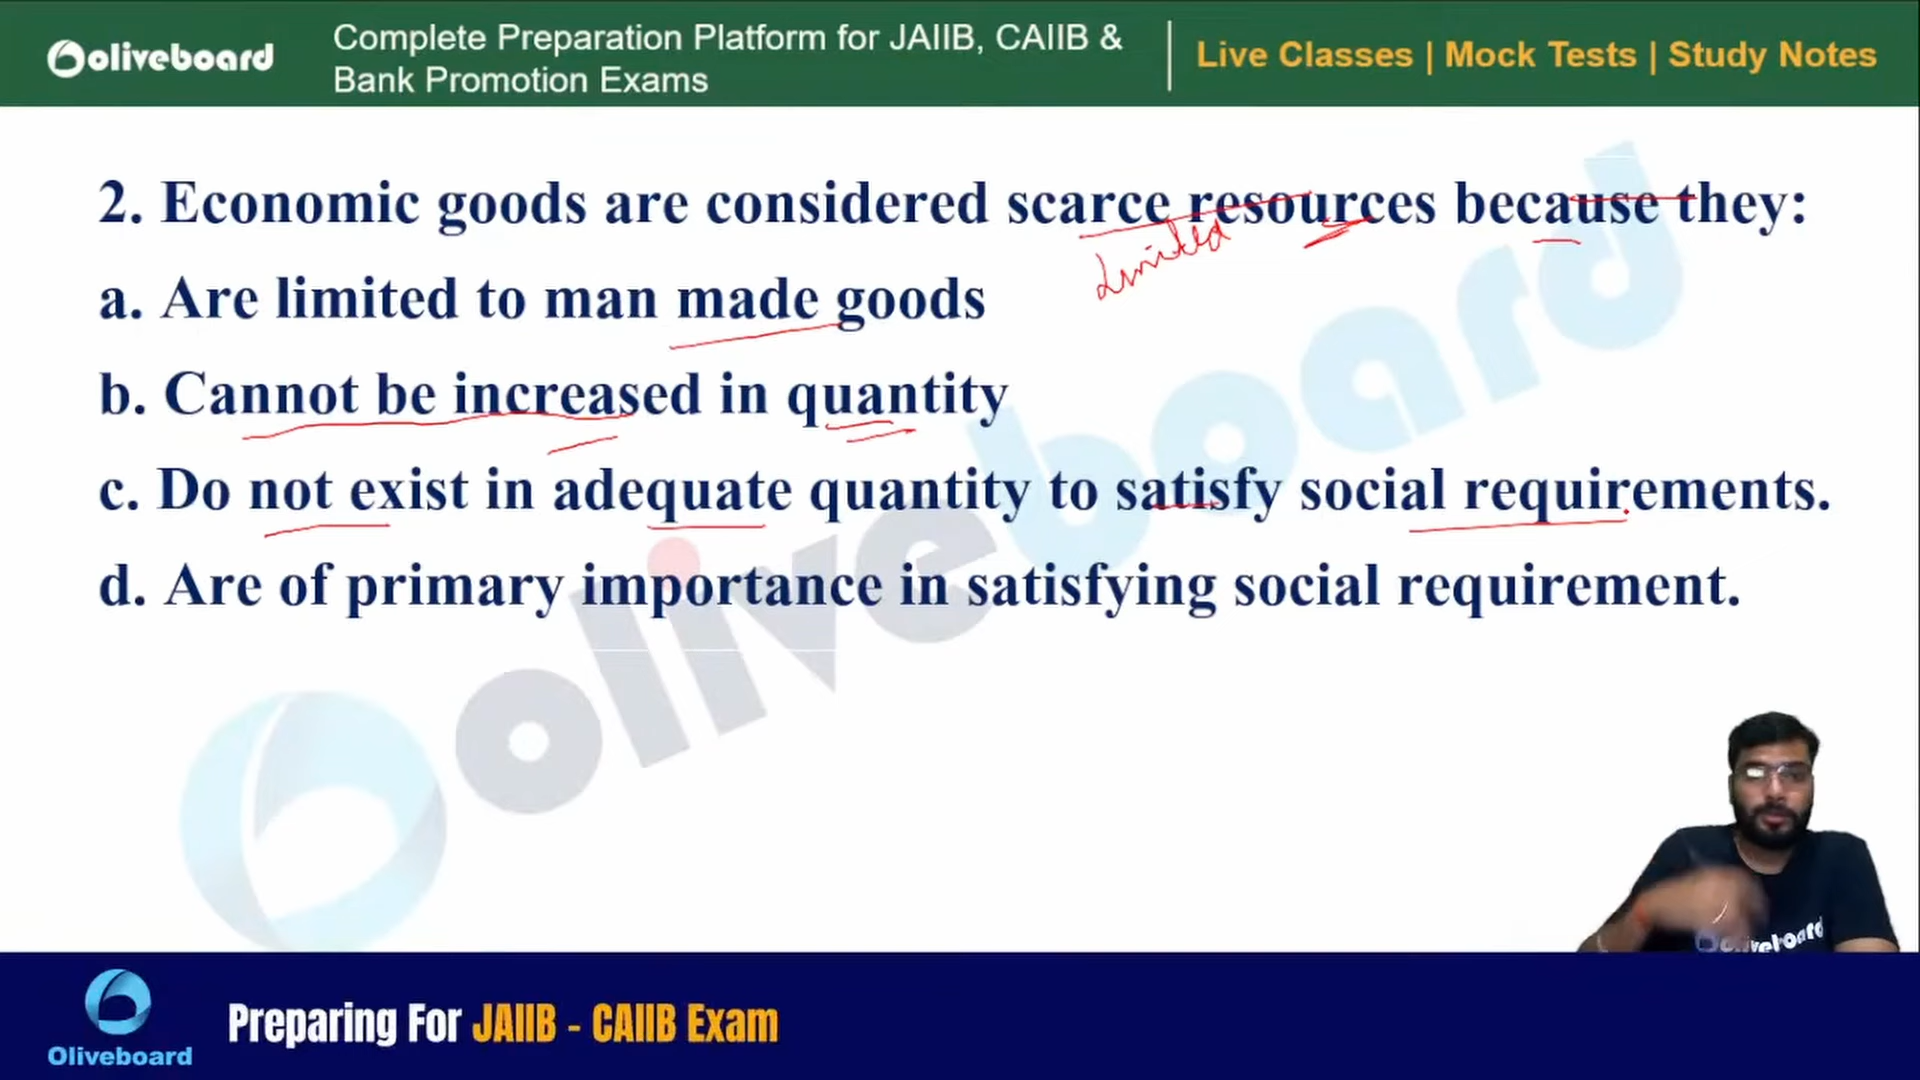 oliveboard
Complete Preparation Platform for JAIIB, CAIIB &
Bank Promotion Exams
Live Classes | Mock Tests | Study Notes
2. Economic goods are considered scarce resources because they:
Limited
a. Are limited to man made goods
b. Cannot be increased in quantity
c. Do not exist in adequate quantity to satisfy social requirements.
d. Are of primary importance in satisfying social requirement.
oliveboard
oliveboard
Oliveboard
Preparing For JAIIB - CAIIB Exam